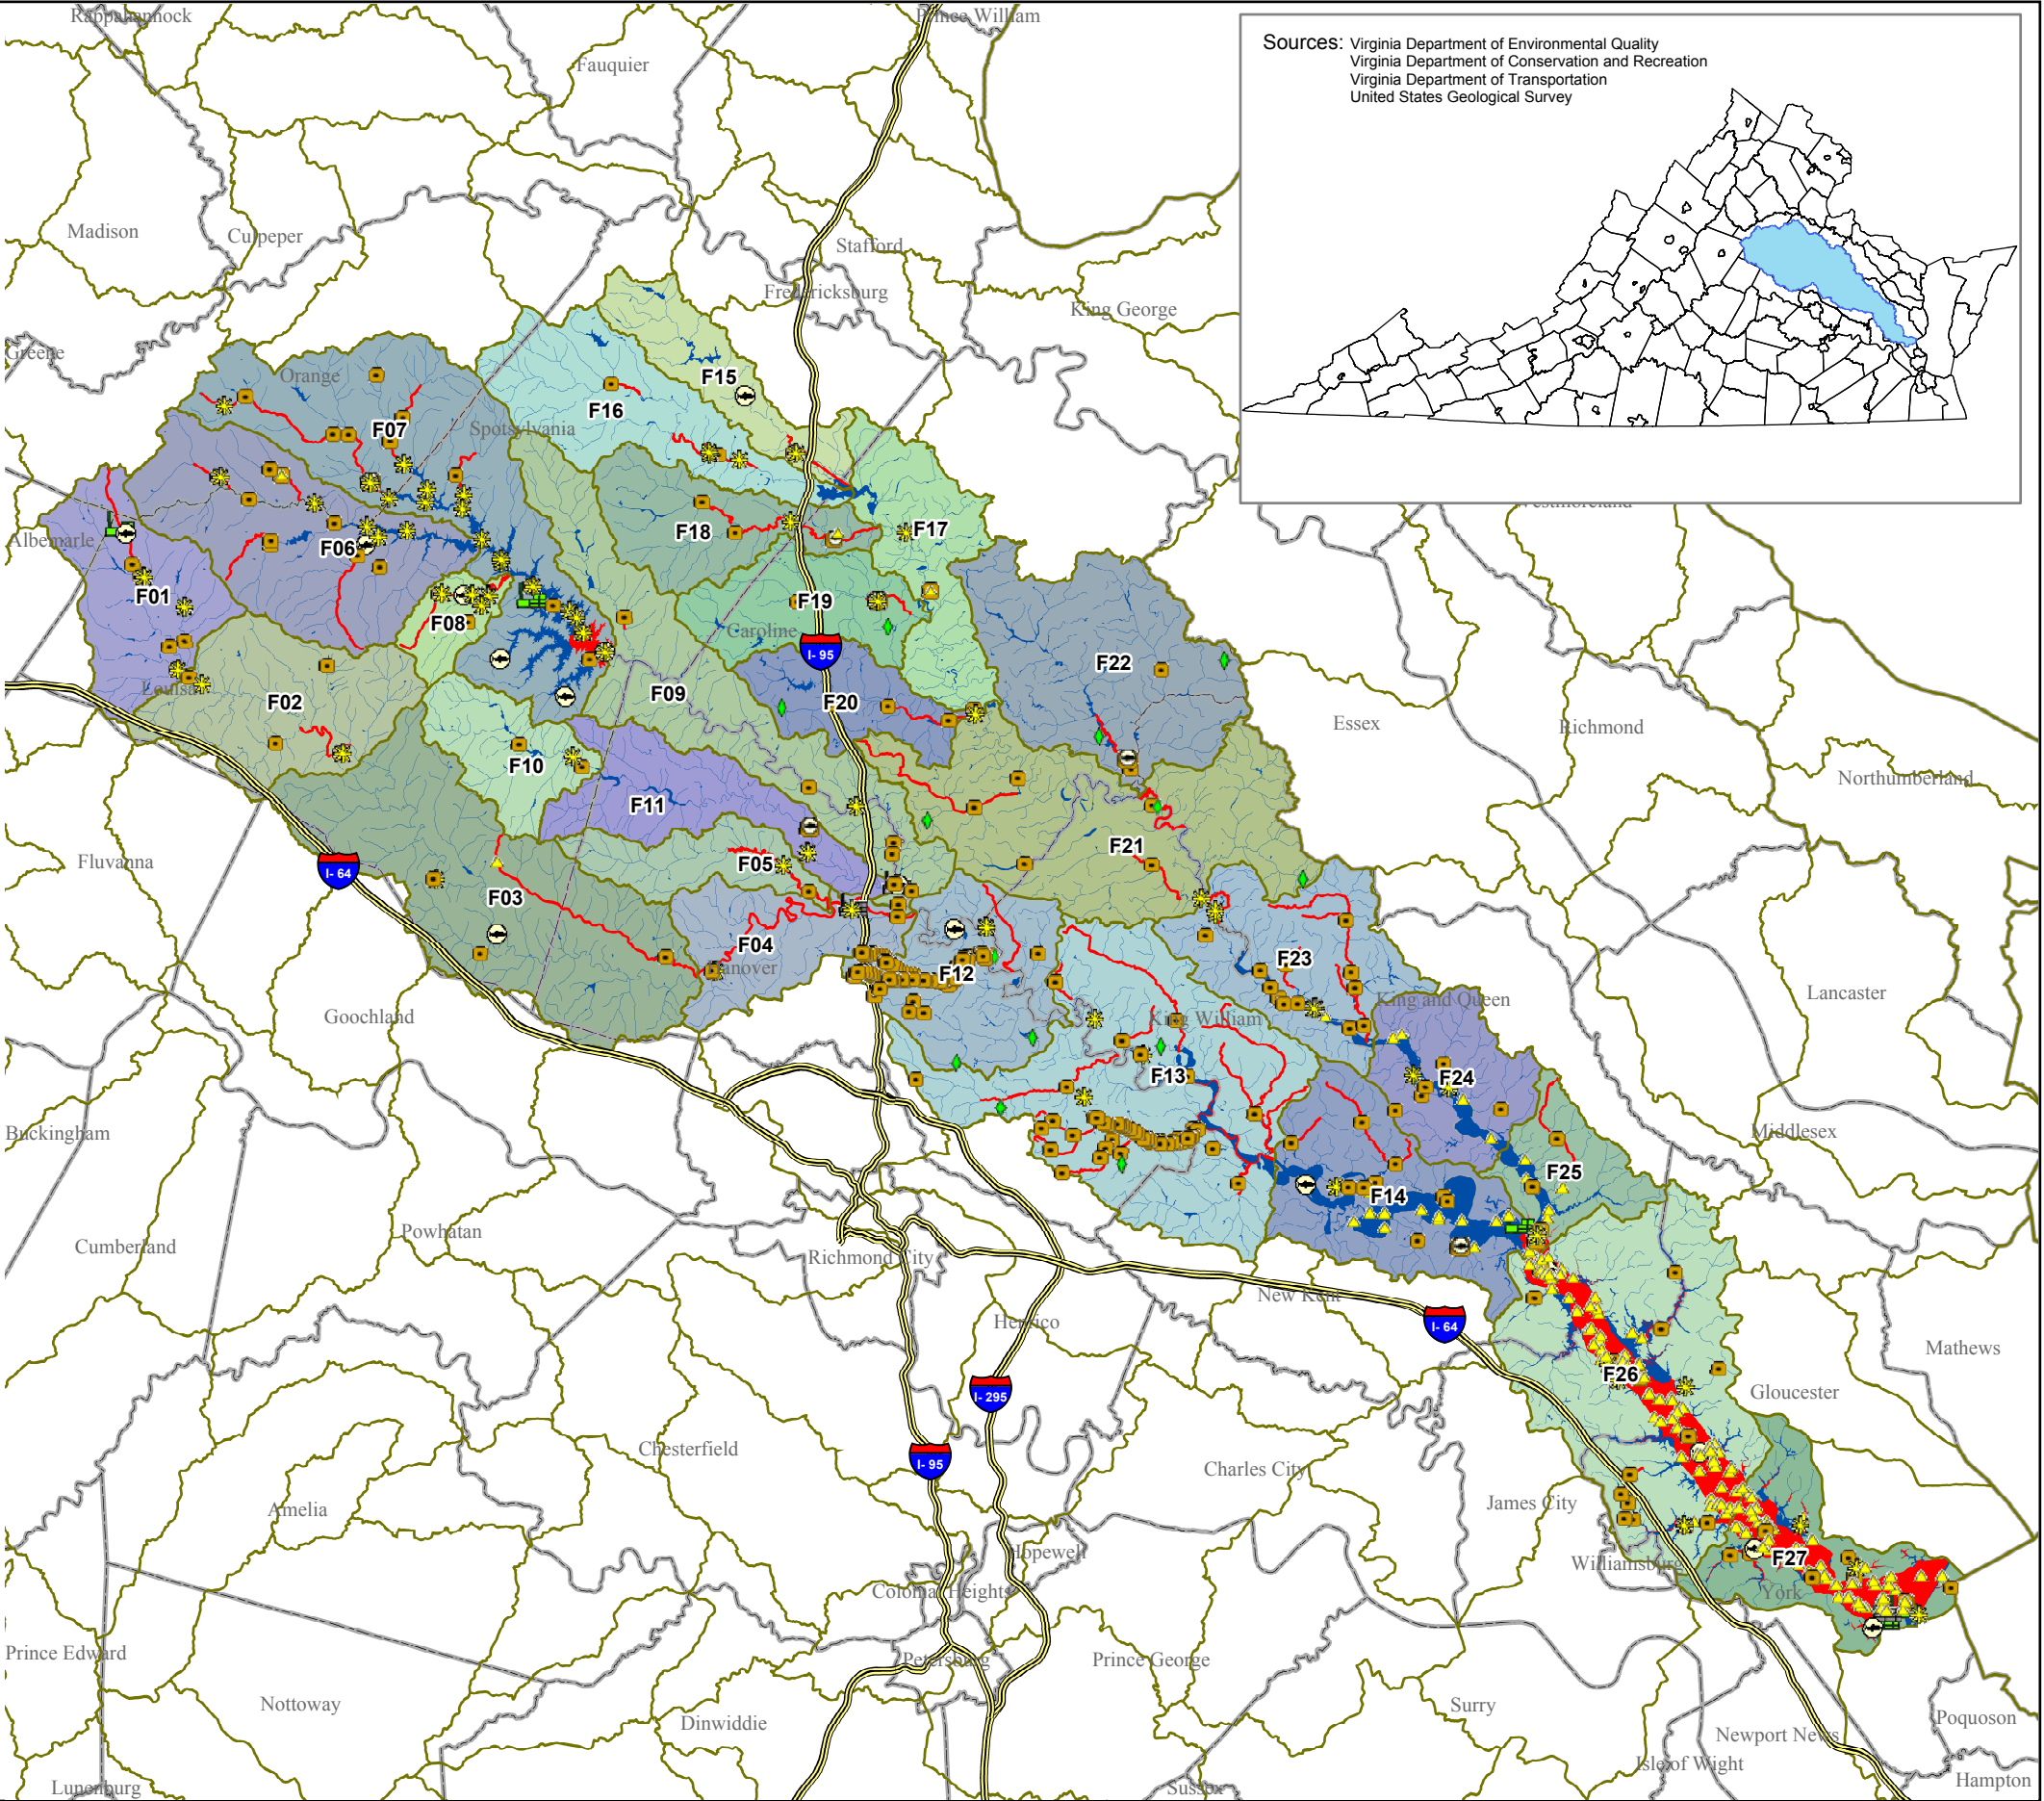 Rappahannock
Prince William
Fauquier
Sources: Virginia Department of Environmental Quality
Virginia Department of Conservation and Recreation
Virginia Department of Transportation
United States Geological Survey
Madison
Culpeper
Stafford
Fredericksburg
King George
Greene
Orange
F15
F16
F07
Spotsylvania
Westmoreland
F17
F18
Albemarle
F06
F01
F19
F08
Caroline
I- 95
F22
Louisa
F02
F09
F20
Essex
Richmond
F10
Northumberland
F11
F21
Fluvanna
F05
I- 64
F03
F04
Hanover
F12
F23
King and Queen
Lancaster
Goochland
King William
F13
F24
Buckingham
Middlesex
F25
F14
Powhatan
Cumberland
Richmond City
New Kent
Henrico
I- 64
Mathews
F26
I- 295
Gloucester
Chesterfield
I- 95
Charles City
James City
Amelia
Hopewell
Williamsburg
F27
Colonial Heights
York
Prince Edward
Petersburg
Prince George
Nottoway
Surry
Poquoson
Dinwiddie
Newport News
Isle of Wight
Lunenburg
Sussex
Hampton